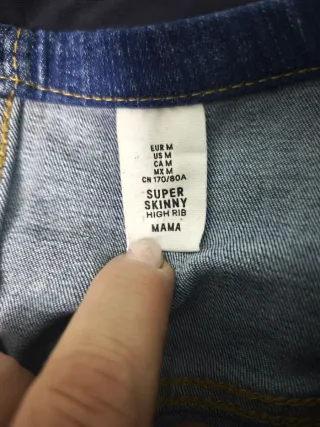 EUR M
US M
CA M
MX M
CN 170/80A
SUPER
SKINNY
HIGH RIB
MAMA